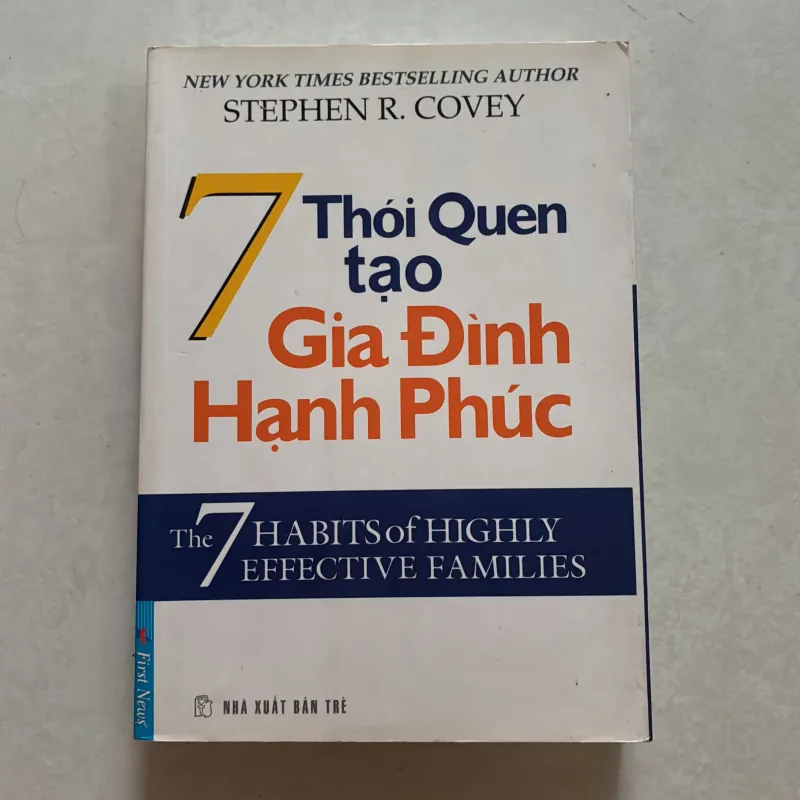 NEW YORK TIMES BESTSELLING AUTHOR
STEPHEN R. COVEY
7 Thói Quen
tạo
Gia Đình
Hạnh Phúc
The 7 HABITS of HIGHLY
EFFECTIVE FAMILIES
First News
NHÀ XUẤT BẢN TRẺ